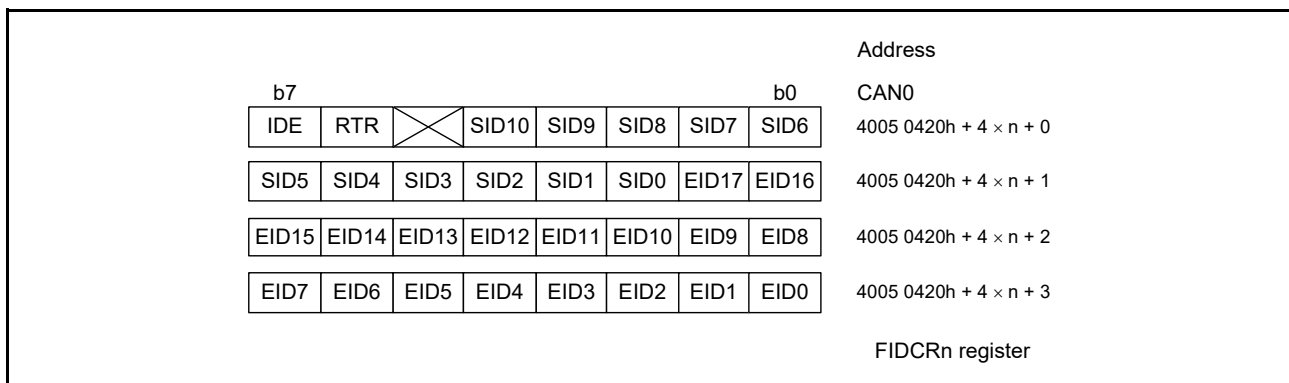 Address
b7 b0 CAN0
IDE RTR SID10 SID9 SID8 SID7 SID6 4005 0420h + 4 × n + 0
SID5 SID4 SID3 SID2 SID1 SID0 EID17 EID16 4005 0420h + 4 × n + 1
EID15 EID14 EID13 EID12 EID11 EID10 EID9 EID8 4005 0420h + 4 × n + 2
EID7 EID6 EID5 EID4 EID3 EID2 EID1 EID0 4005 0420h + 4 × n + 3
FIDCRn register